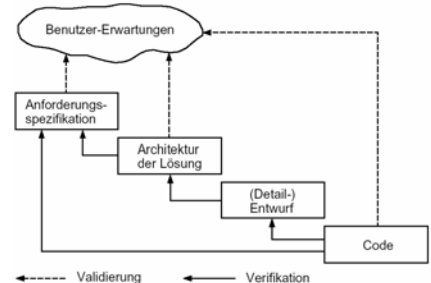 Benutzer-Erwartungen
Anforderungs-
spezifikation
Architektur
der Lösung
(Detail-)
Entwurf
Code
Validierung
Verifikation